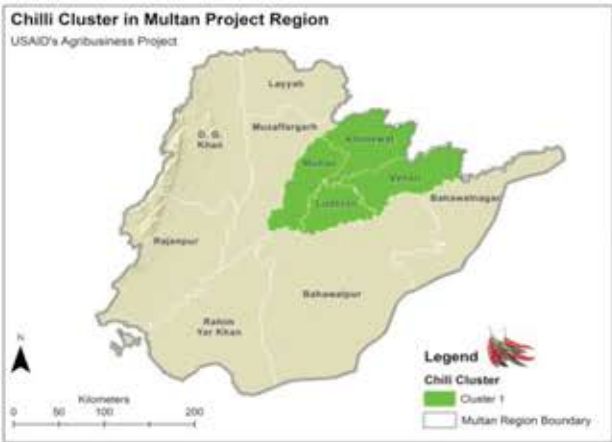 Chilli Cluster in Multan Project Region
USAID's Agribusiness Project
Layyah
Muzaffargarh
D. G.
Khan
Khanewal
Multan
Vehari
Lodhran
Bahawalnagar
Rajanpur
Bahawalpur
Rahim
Yar Khan
N
Kilometers
0 50 100 200
Legend
Chili Cluster
Cluster 1
Multan Region Boundary